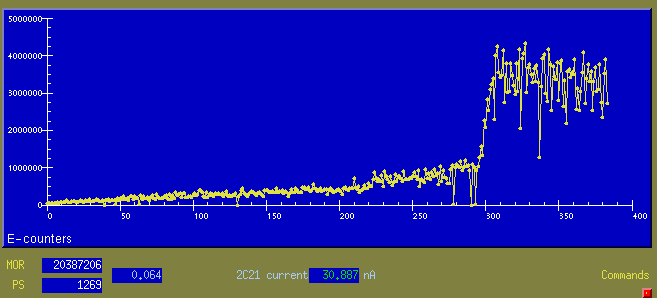 5000000
4000000
3000000
2000000
1000000
0
0 50 100 150 200 250 300 350 400
E-counters
MOR 20387206
PS 1269
0.064
2C21 current 30.887 nA
Commands